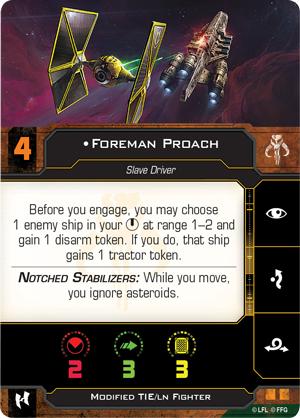 4
• Foreman Proach
Slave Driver
Before you engage, you may choose
1 enemy ship in your at range 1–2 and
gain 1 disarm token. If you do, that ship
gains 1 tractor token.
Notched Stabilizers: While you move,
you ignore asteroids.
2 3 3
Modified TIE/ln Fighter
©LFL ©FFG